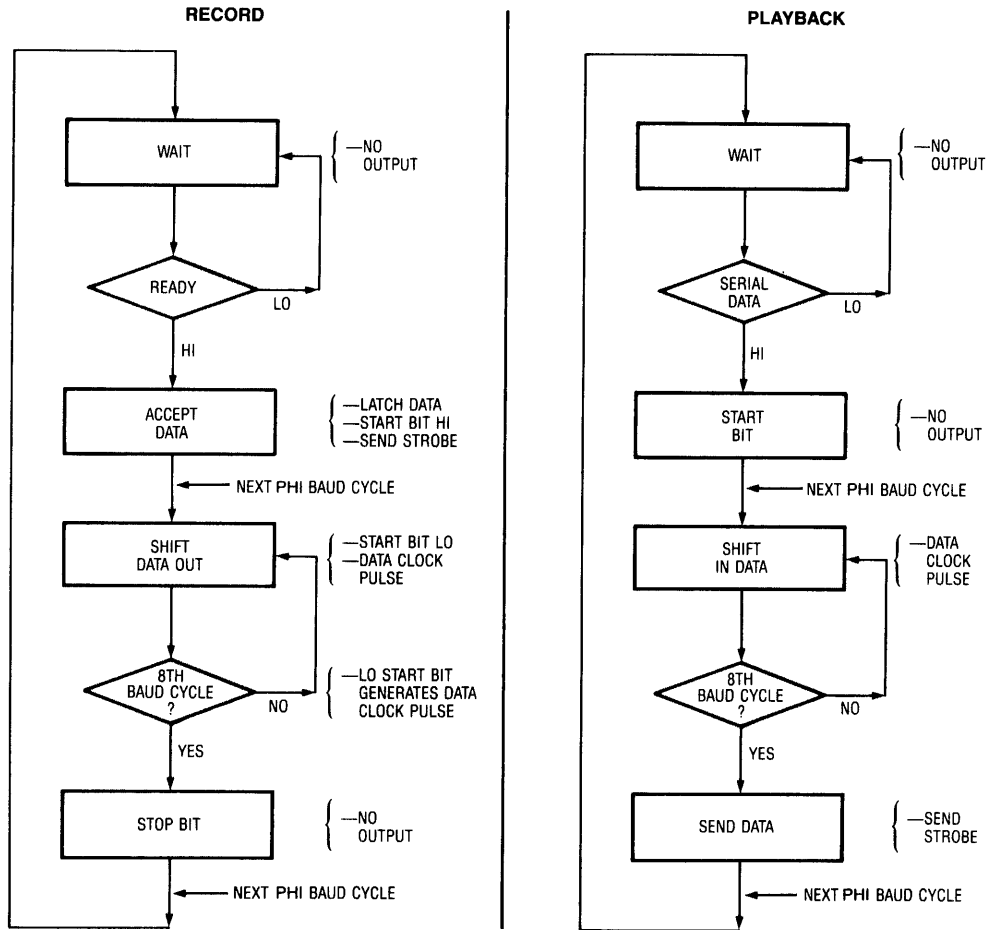 RECORD
WAIT
—NO
OUTPUT
READY
LO
HI
ACCEPT
DATA
—LATCH DATA
—START BIT HI
—SEND STROBE
NEXT PHI BAUD CYCLE
SHIFT
DATA OUT
—START BIT LO
—DATA CLOCK
PULSE
8TH
BAUD CYCLE
?
NO
—LO START BIT
GENERATES DATA
CLOCK PULSE
YES
STOP BIT
—NO
OUTPUT
NEXT PHI BAUD CYCLE
PLAYBACK
WAIT
—NO
OUTPUT
SERIAL
DATA
LO
HI
START
BIT
—NO
OUTPUT
NEXT PHI BAUD CYCLE
SHIFT
IN DATA
—DATA
CLOCK
PULSE
8TH
BAUD CYCLE
?
NO
YES
SEND DATA
—SEND
STROBE
NEXT PHI BAUD CYCLE